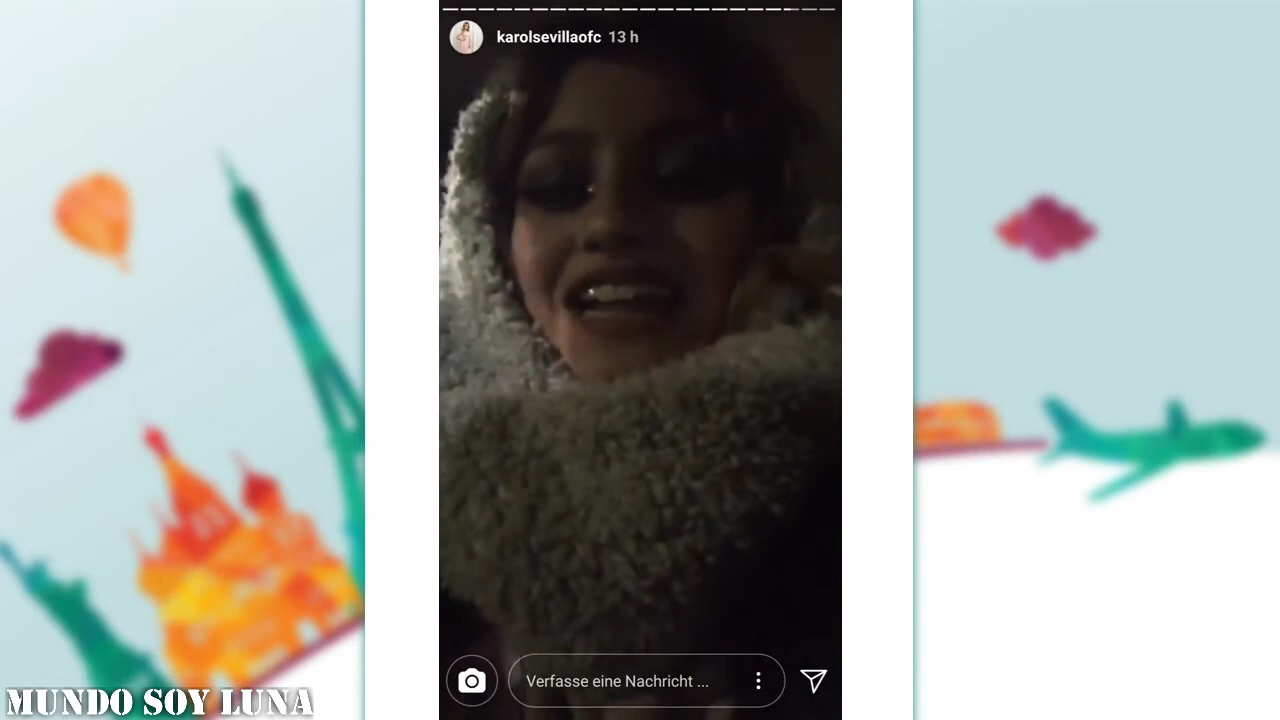 karolsevillaofc 13 h
Verfasse eine Nachricht ...
MUNDO SOY LUNA